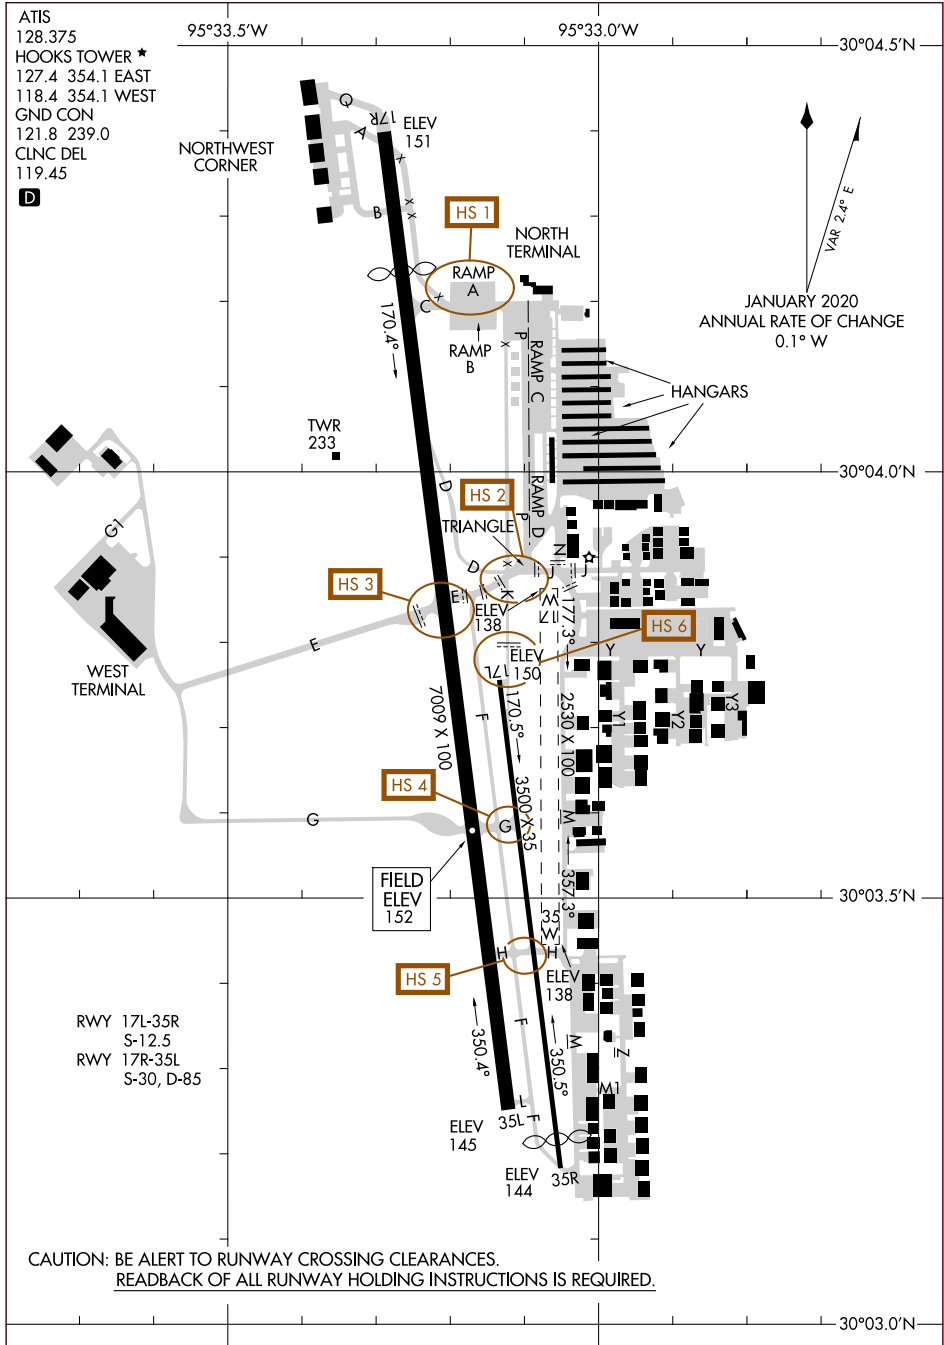 ATIS
128.375
HOOKS TOWER ★
127.4 354.1 EAST
118.4 354.1 WEST
GND CON
121.8 239.0
CLNC DEL
119.45
D
95°33.5'W
95°33.0'W
30°04.5'N
NORTHWEST
CORNER
Q
A
17R
ELEV
151
x
B
x
x
HS 1
NORTH
TERMINAL
VAR 2.4° E
JANUARY 2020
ANNUAL RATE OF CHANGE
0.1° W
RAMP
A
x
C
170.4°
RAMP
B
x
P
RAMP C
HANGARS
TWR
233
30°04.0'N
G1
D
HS 2
P
RAMP D
TRIANGLE
N
J
J
x
D
K
HS 3
E
ELEV
138
W
17
177.3°
HS 6
E
ELEV
150
17L
Y
Y
WEST
TERMINAL
7009 X 100
F
170.5°
2530 X 100
Y1
Y2
Y3
HS 4
3500 X 35
G
G
M
FIELD
ELEV
152
357.3°
30°03.5'N
35
W
H
H
HS 5
ELEV
138
RWY 17L-35R
S-12.5
RWY 17R-35L
S-30, D-85
350.4°
F
350.5°
M
Z
M1
L
F
35L
ELEV
145
ELEV
144
35R
CAUTION: BE ALERT TO RUNWAY CROSSING CLEARANCES.
READBACK OF ALL RUNWAY HOLDING INSTRUCTIONS IS REQUIRED.
30°03.0'N